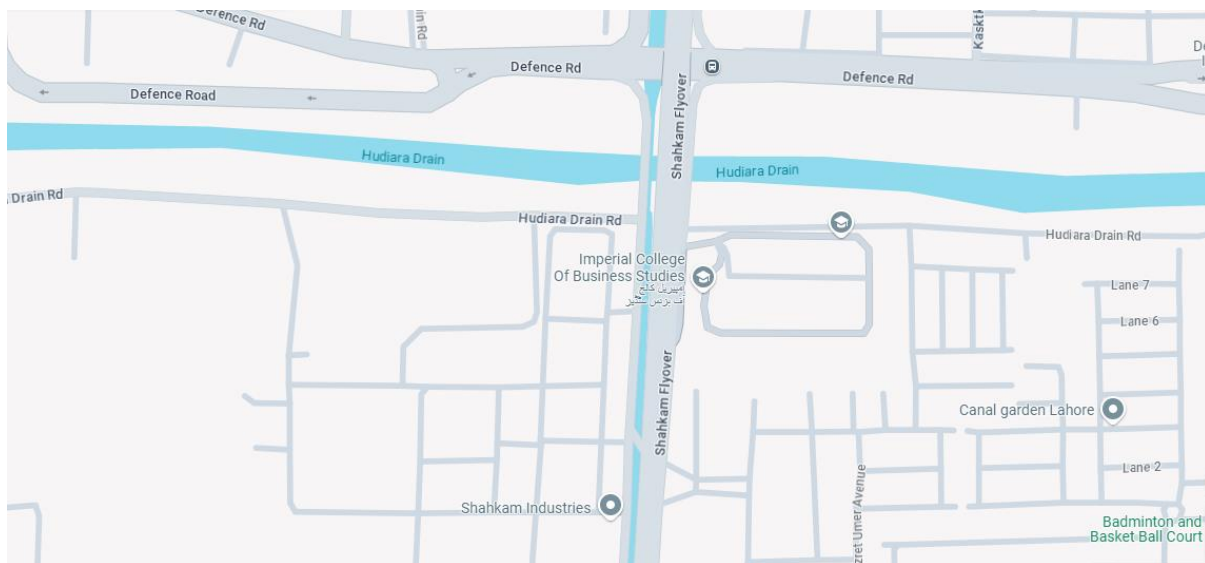 Defence Rd
Defence Rd
Defence Rd
Defence Road
Shahkam Flyover
Hudiara Drain
Hudiara Drain
Drain Rd
Hudiara Drain Rd
Hudiara Drain Rd
Imperial College
Of Business Studies
Lane 7
Lane 6
Shahkam Flyover
Canal garden Lahore
Lane 2
Shahkam Industries
Umer Avenue
Badminton and
Basket Ball Court